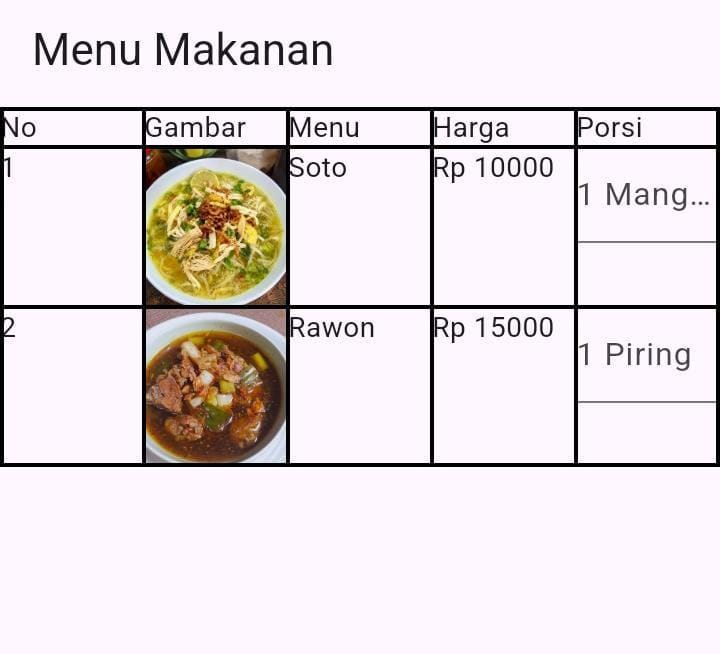 Menu Makanan
No Gambar Menu Harga Porsi
1 Soto Rp 10000 1 Mang...
2 Rawon Rp 15000 1 Piring